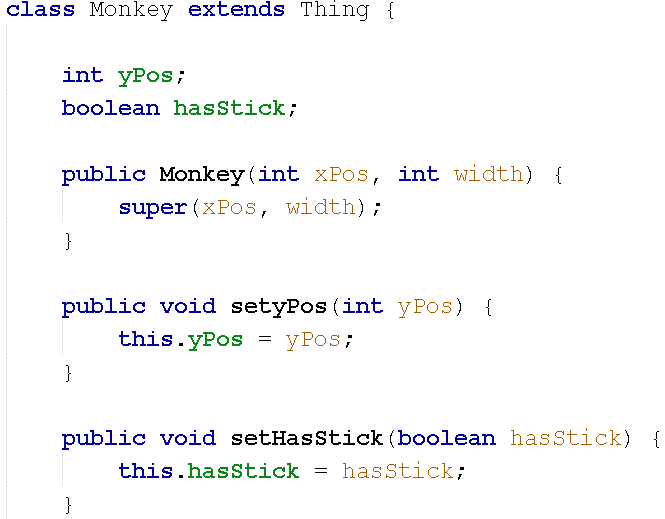 class Monkey extends Thing {
int yPos;
boolean hasStick;
public Monkey(int xPos, int width) {
super(xPos, width);
}
public void setyPos(int yPos) {
this.yPos = yPos;
}
public void setHasStick(boolean hasStick) {
this.hasStick = hasStick;
}